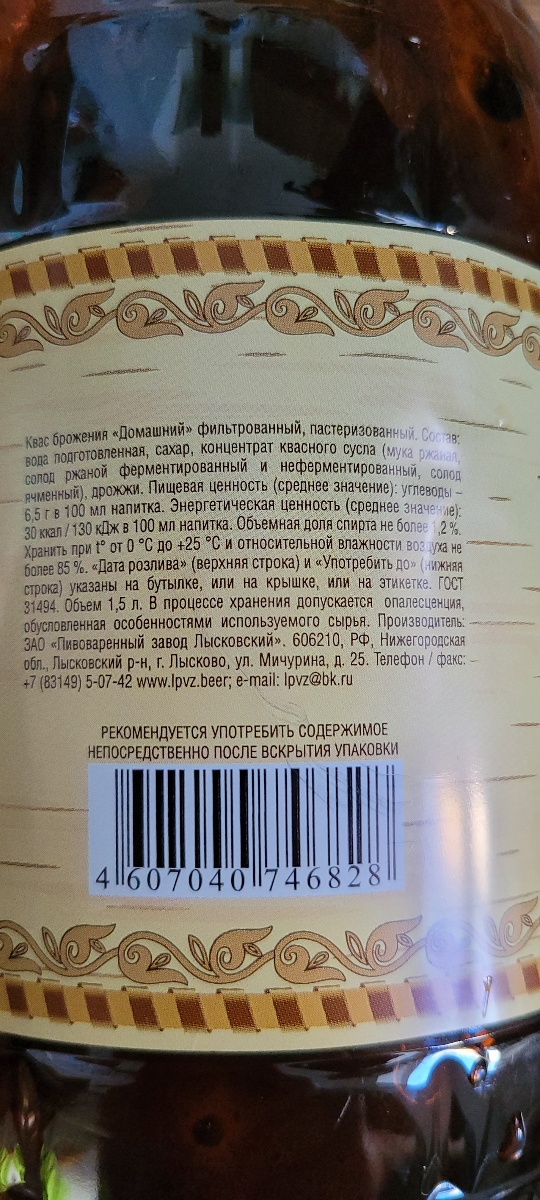 Квас брожения «Домашний» фильтрованный, пастеризованный. Состав:
вода подготовленная, сахар, концентрат квасного сусла (мука ржаная,
солод ржаной ферментированный и неферментированный, солод
ячменный), дрожжи. Пищевая ценность (среднее значение): углеводы –
6,5 г в 100 мл напитка. Энергетическая ценность (среднее значение):
30 ккал / 130 кДж в 100 мл напитка. Объемная доля спирта не более 1,2 %.
Хранить при t° от 0 °С до +25 °С и относительной влажности воздуха не
более 85 %. «Дата розлива» (верхняя строка) и «Употребить до» (нижняя
строка) указаны на бутылке, или на крышке, или на этикетке. ГОСТ
31494. Объем 1,5 л. В процессе хранения допускается опалесценция,
обусловленная особенностями используемого сырья. Производитель:
ЗАО «Пивоваренный завод Лысковский». 606210, РФ, Нижегородская
обл., Лысковский р-н, г. Лысково, ул. Мичурина, д. 25. Телефон / факс:
+7 (83149) 5-07-42 www.lpvz.beer; e-mail: lpvz@bk.ru
РЕКОМЕНДУЕТСЯ УПОТРЕБИТЬ СОДЕРЖИМОЕ
НЕПОСРЕДСТВЕННО ПОСЛЕ ВСКРЫТИЯ УПАКОВКИ
4 607040 746828